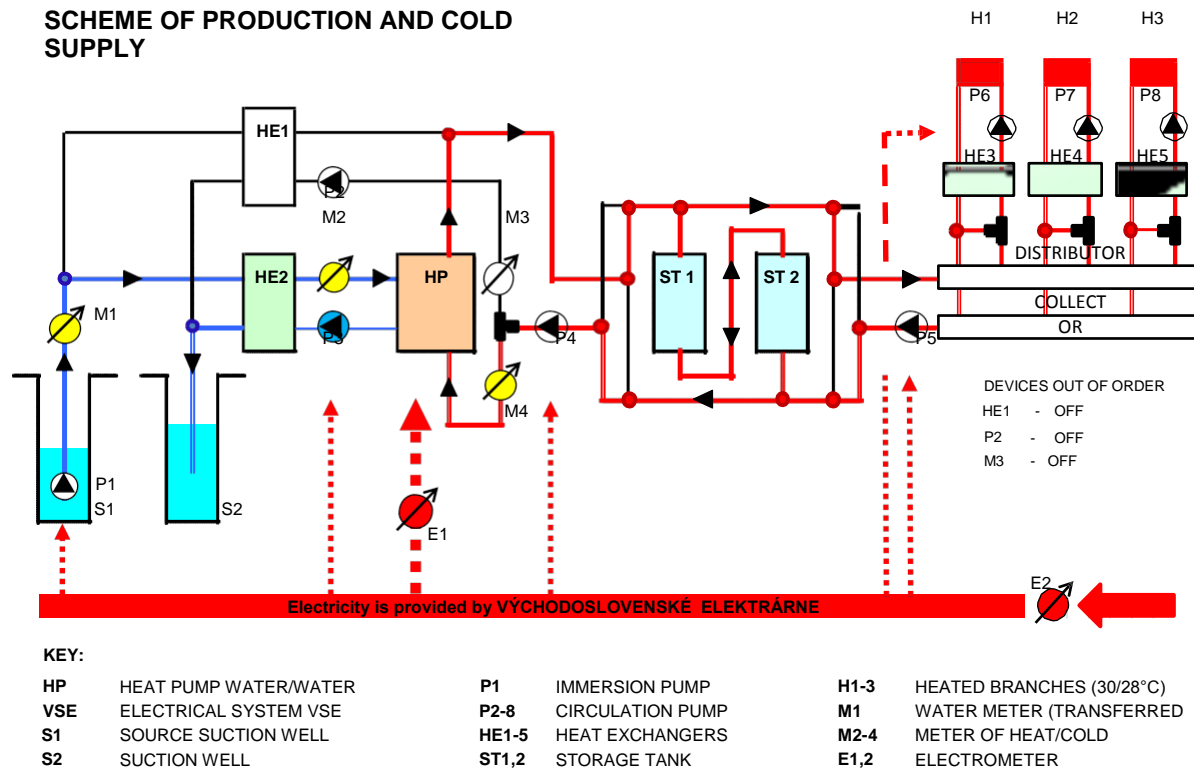 SCHEME OF PRODUCTION AND COLD
SUPPLY
H1 H2 H3
P6 P7 P8
HE1
HE3 HE4 HE5
P2
M2 M3
DISTRIBUTOR
HE2 HP ST 1 ST 2
COLLECT
M1
OR
P3 P4 P5
M4
DEVICES OUT OF ORDER
HE1 - OFF
P2 - OFF
M3 - OFF
P1
S1 S2
E1
E2
Electricity is provided by VÝCHODOSLOVENSKÉ ELEKTRÁRNE
KEY:
HP HEAT PUMP WATER/WATER P1 IMMERSION PUMP H1-3 HEATED BRANCHES (30/28°C)
VSE ELECTRICAL SYSTEM VSE P2-8 CIRCULATION PUMP M1 WATER METER (TRANSFERRED
S1 SOURCE SUCTION WELL HE1-5 HEAT EXCHANGERS M2-4 METER OF HEAT/COLD
S2 SUCTION WELL ST1,2 STORAGE TANK E1,2 ELECTROMETER